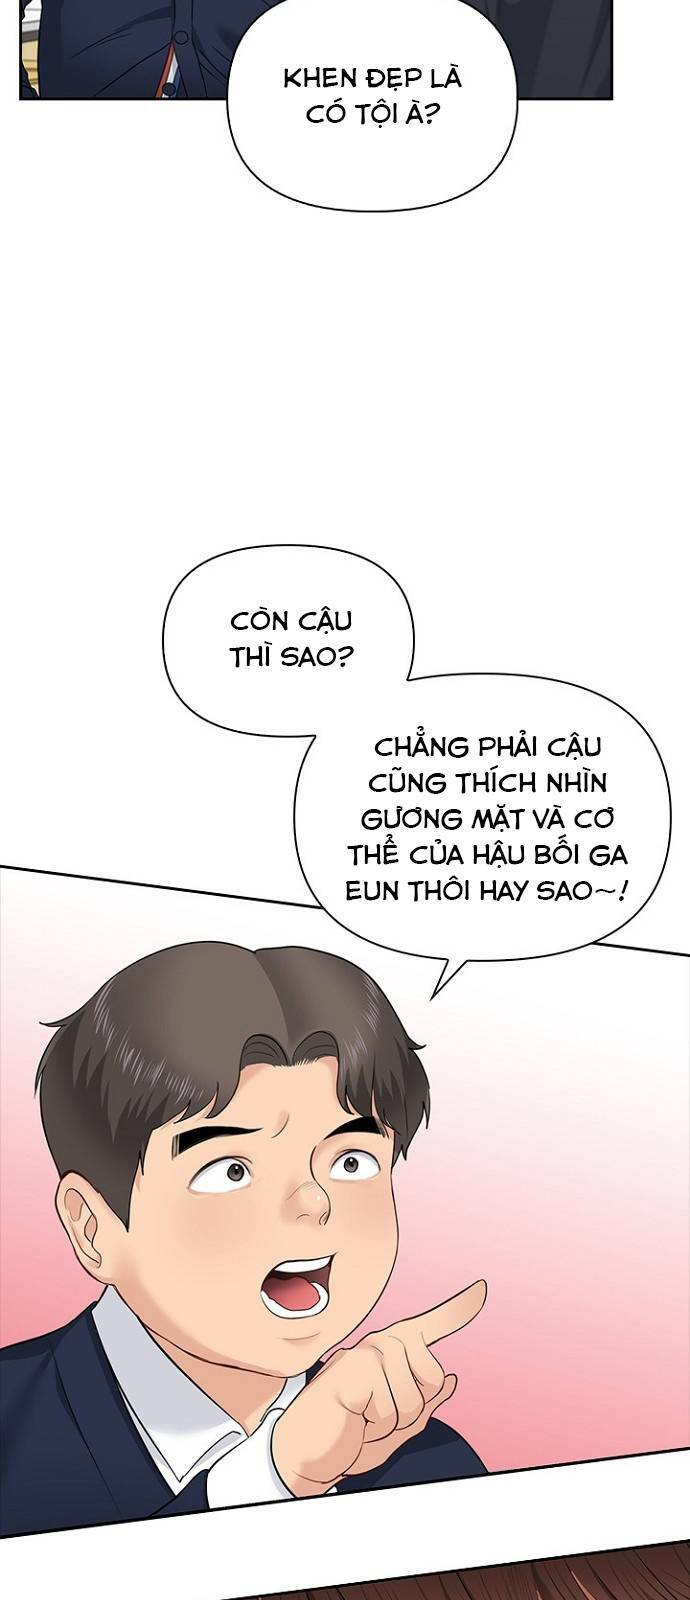 KHEN ĐẸP LÀ
CÓ TỘI À?
CÒN CẬU
THÌ SAO?
CHẲNG PHẢI CẬU
CŨNG THÍCH NHÌN
GƯƠNG MẶT VÀ CƠ
THỂ CỦA HẬU BỐI GA
EUN THÔI HAY SAO~!